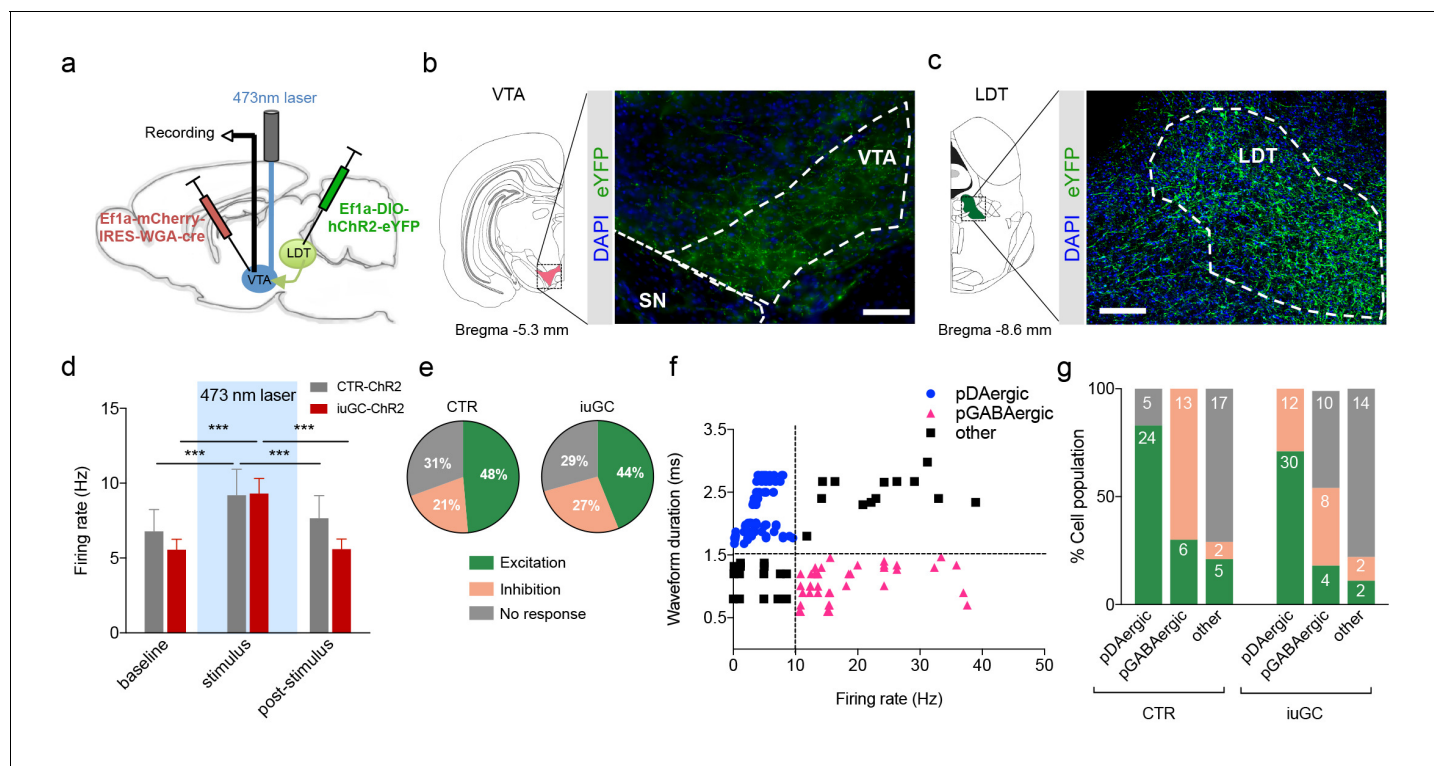 a
473nm laser
Recording
Ef1a-mCherry-
IRES-WGA-cre
Ef1a-DIO-
hChR2-eYFP
LDT
VTA
b
VTA
Bregma -5.3 mm
DAPI eYFP
VTA
SN
c
LDT
Bregma -8.6 mm
DAPI eYFP
LDT
d
473 nm laser
CTR-ChR2
iuGC-ChR2
Firing rate (Hz)
15
10
5
0
*** ***
*** ***
baseline
stimulus
post-stimulus
e
CTR
iuGC
31%
48%
21%
29%
44%
27%
Excitation
Inhibition
No response
f
pDAergic
pGABAergic
other
Waveform duration (ms)
3.5
2.5
1.5
0.5
0 10 20 30 40 50
Firing rate (Hz)
g
% Cell population
100
50
0
5 13 17 12 10 14
24 30
6 2 5 8 4 2 2
pDAergic
pGABAergic
other
pDAergic
pGABAergic
other
CTR
iuGC